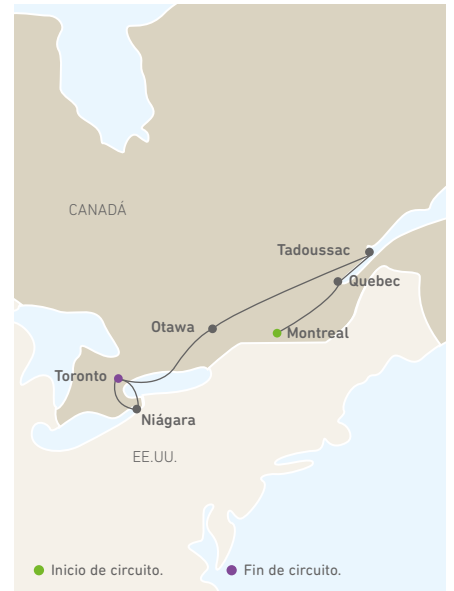 CANADÁ
Tadoussac
Quebec
Otawa
Montreal
Toronto
Niágara
EE.UU.
Inicio de circuito.
Fin de circuito.